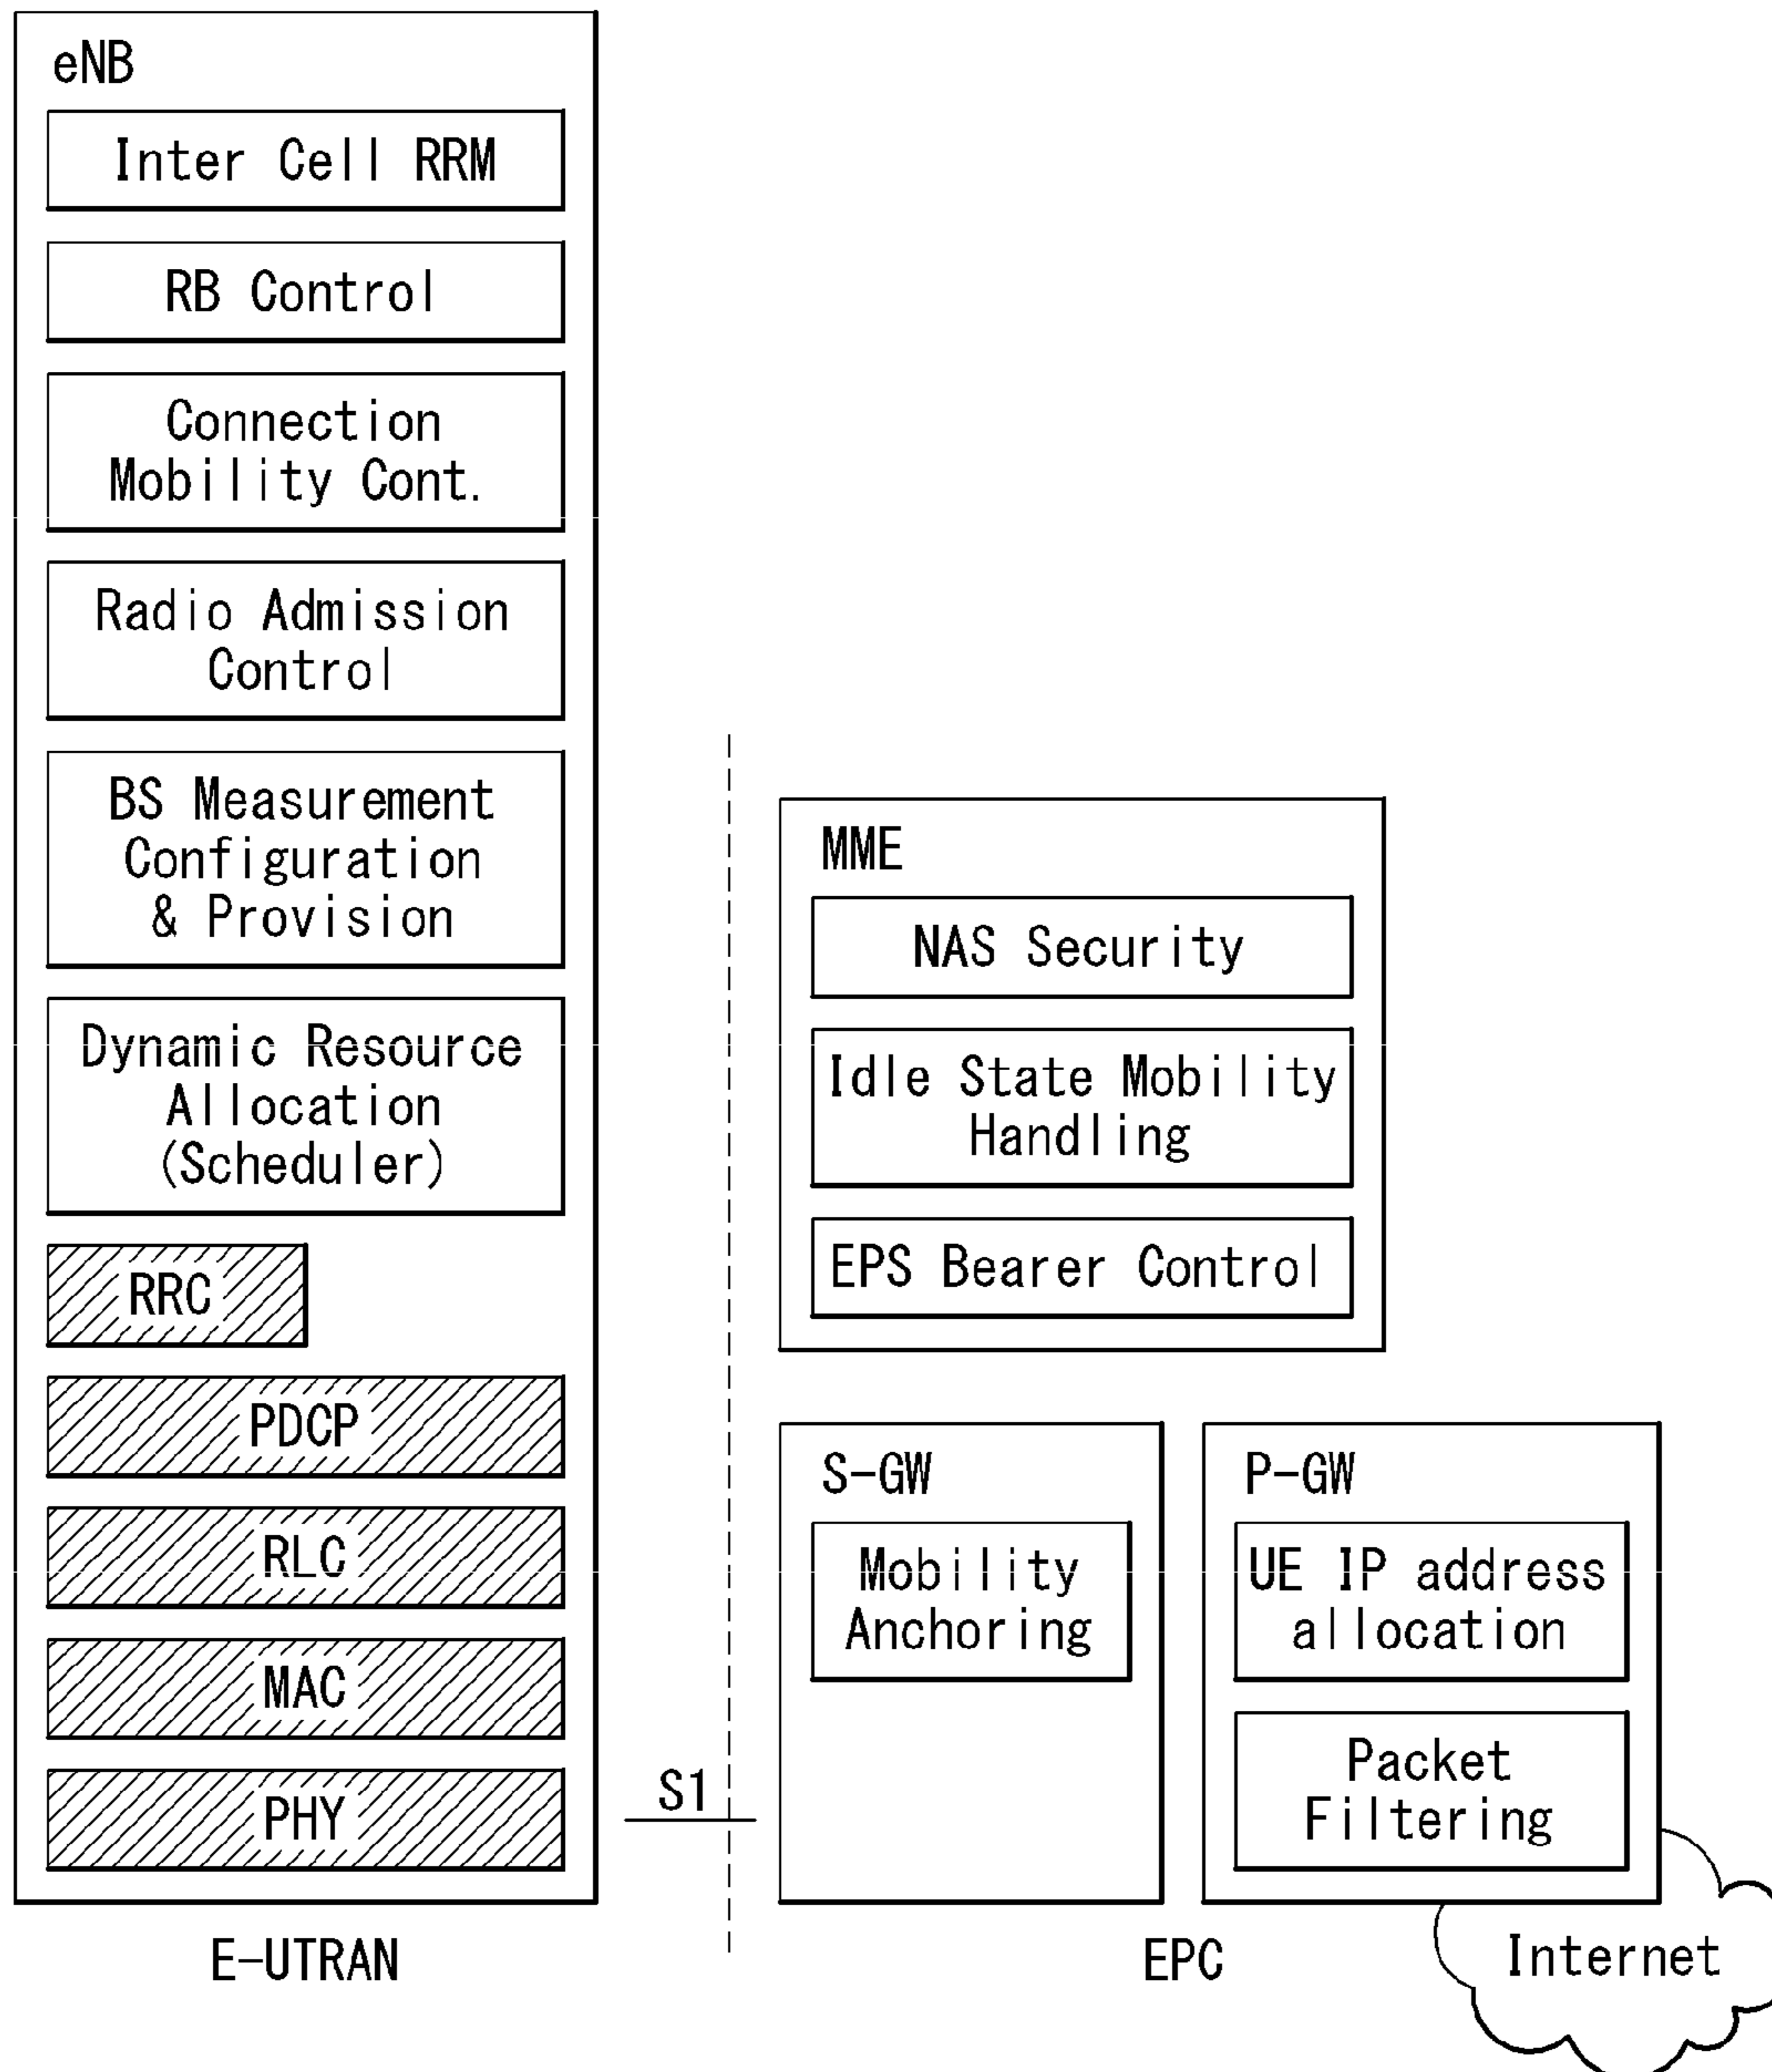 eNB
Inter Cell RRM
RB Control
Connection
Mobility Cont.
Radio Admission
Control
BS Measurement
Configuration
& Provision
Dynamic Resource
Allocation
(Scheduler)
RRC
PDCP
RLC
MAC
PHY
E-UTRAN
S1
MME
NAS Security
Idle State Mobility
Handling
EPS Bearer Control
S-GW
Mobility
Anchoring
P-GW
UE IP address
allocation
Packet
Filtering
EPC
Internet